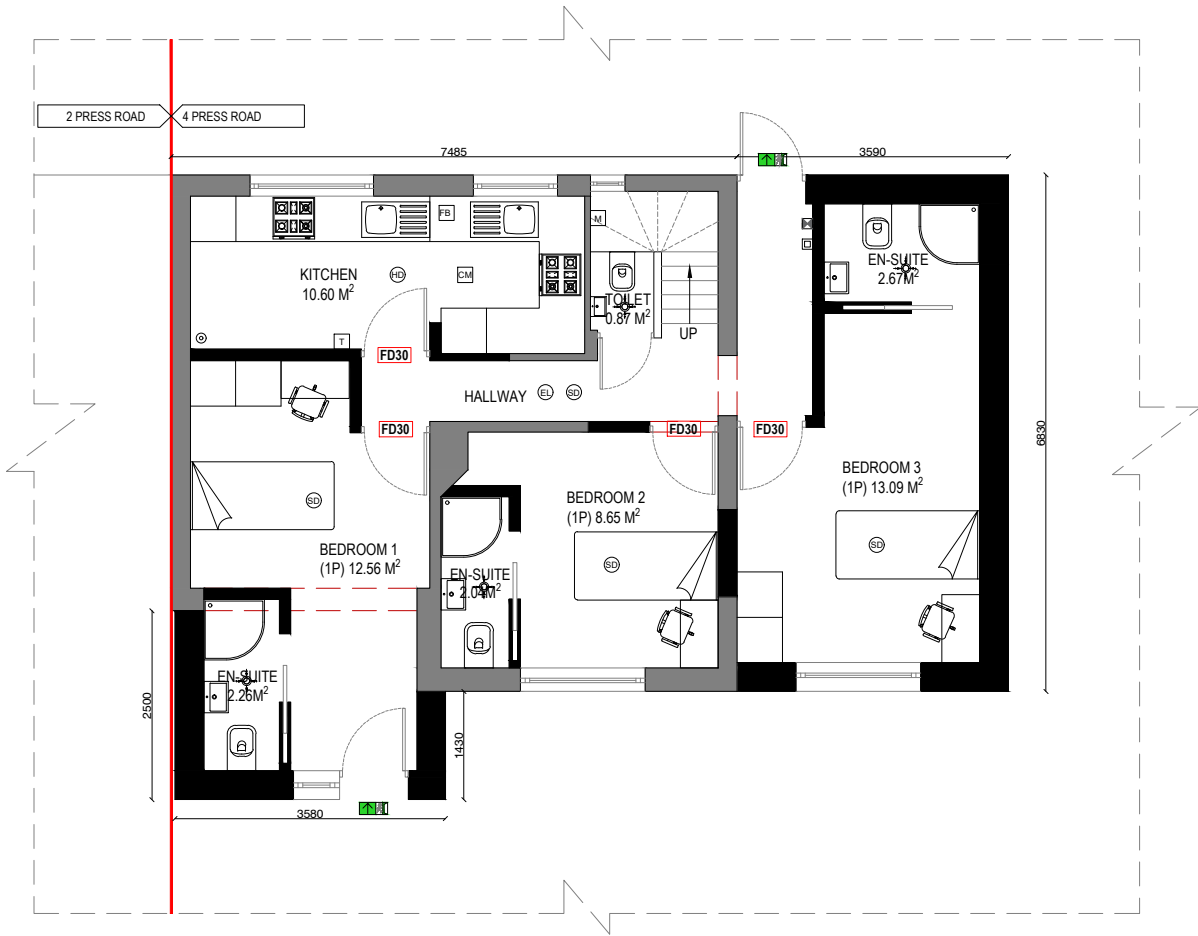 2 PRESS ROAD
4 PRESS ROAD
7485
3590
FB
M
KITCHEN
10.60 M²
HD
CM
EN-SUITE
2.67M²
TOILET
0.87 M²
UP
T
FD30
HALLWAY
EL
SD
FD30
FD30
FD30
6830
BEDROOM 3
(1P) 13.09 M²
BEDROOM 2
(1P) 8.65 M²
SD
SD
BEDROOM 1
(1P) 12.56 M²
SD
EN-SUITE
2.04M²
EN-SUITE
2.26M²
2500
1430
3580